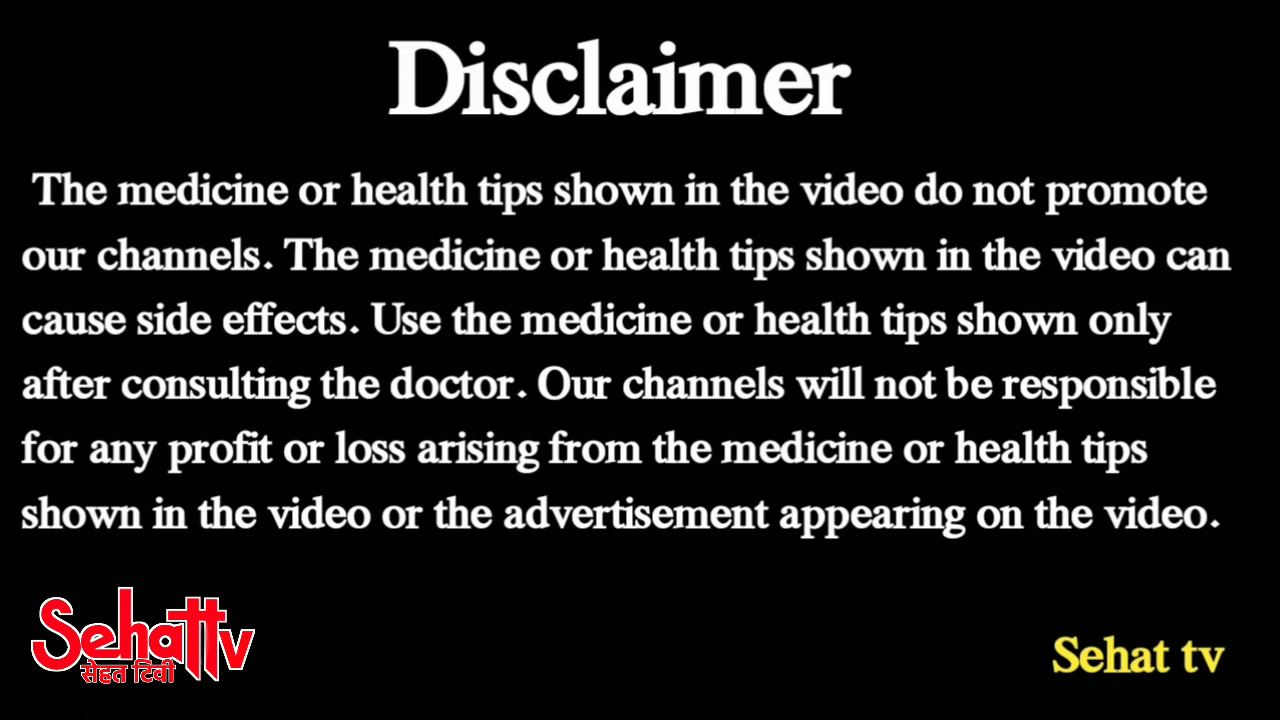 Disclaimer
The medicine or health tips shown in the video do not promote
our channels. The medicine or health tips shown in the video can
cause side effects. Use the medicine or health tips shown only
after consulting the doctor. Our channels will not be responsible
for any profit or loss arising from the medicine or health tips
shown in the video or the advertisement appearing on the video.
Sehat tv
सेहत टिवी
Sehat tv